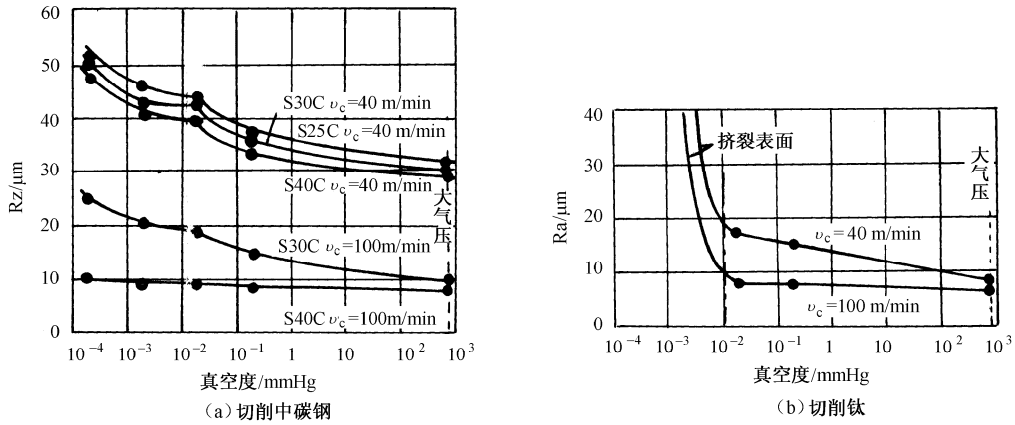 60
50
40
30
20
10
0
Rz/μm
S30C υc=40 m/min
S25C υc=40 m/min
S40C υc=40 m/min
大气压
S30C υc=100m/min
S40C υc=100m/min
10⁻⁴ 10⁻³ 10⁻² 10⁻¹ 1 10 10² 10³
真空度/mmHg
(a)切削中碳钢
40
30
20
10
0
Ra/μm
挤裂表面
大气压
υc=40 m/min
υc=100 m/min
10⁻⁴ 10⁻³ 10⁻² 10⁻¹ 1 10 10² 10³
真空度/mmHg
(b)切削钛